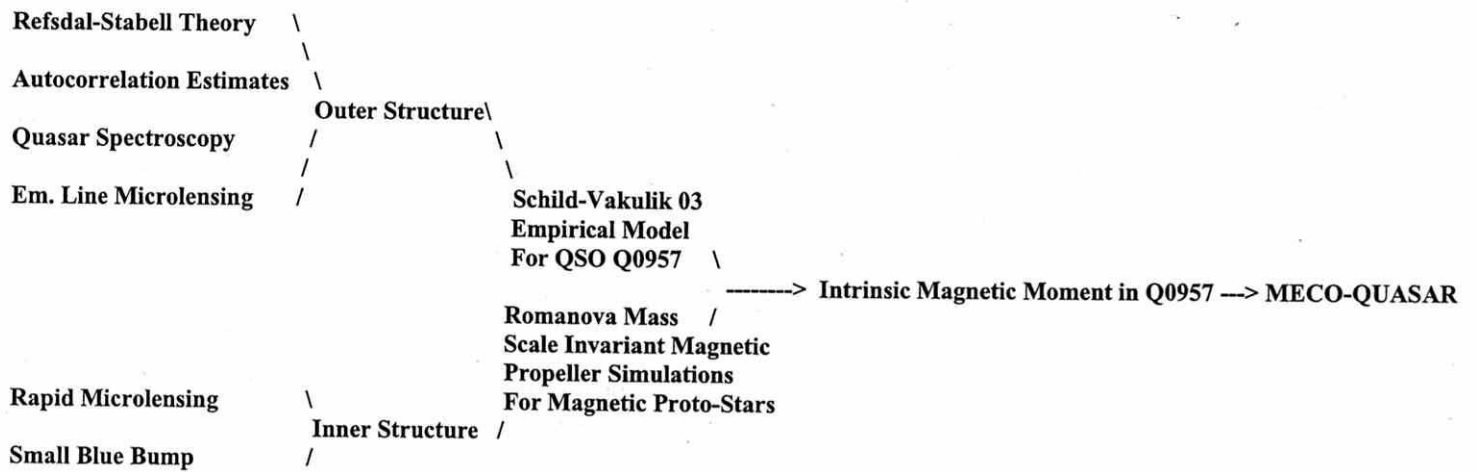 Refsdal-Stabell Theory \
\
Autocorrelation Estimates \
Outer Structure\
Quasar Spectroscopy / \
/ \
Em. Line Microlensing / Schild-Vakulik 03
Empirical Model
For QSO Q0957 \
--------> Intrinsic Magnetic Moment in Q0957 ---> MECO-QUASAR
Romanova Mass /
Scale Invariant Magnetic
Propeller Simulations
Rapid Microlensing \ For Magnetic Proto-Stars
Inner Structure /
Small Blue Bump /